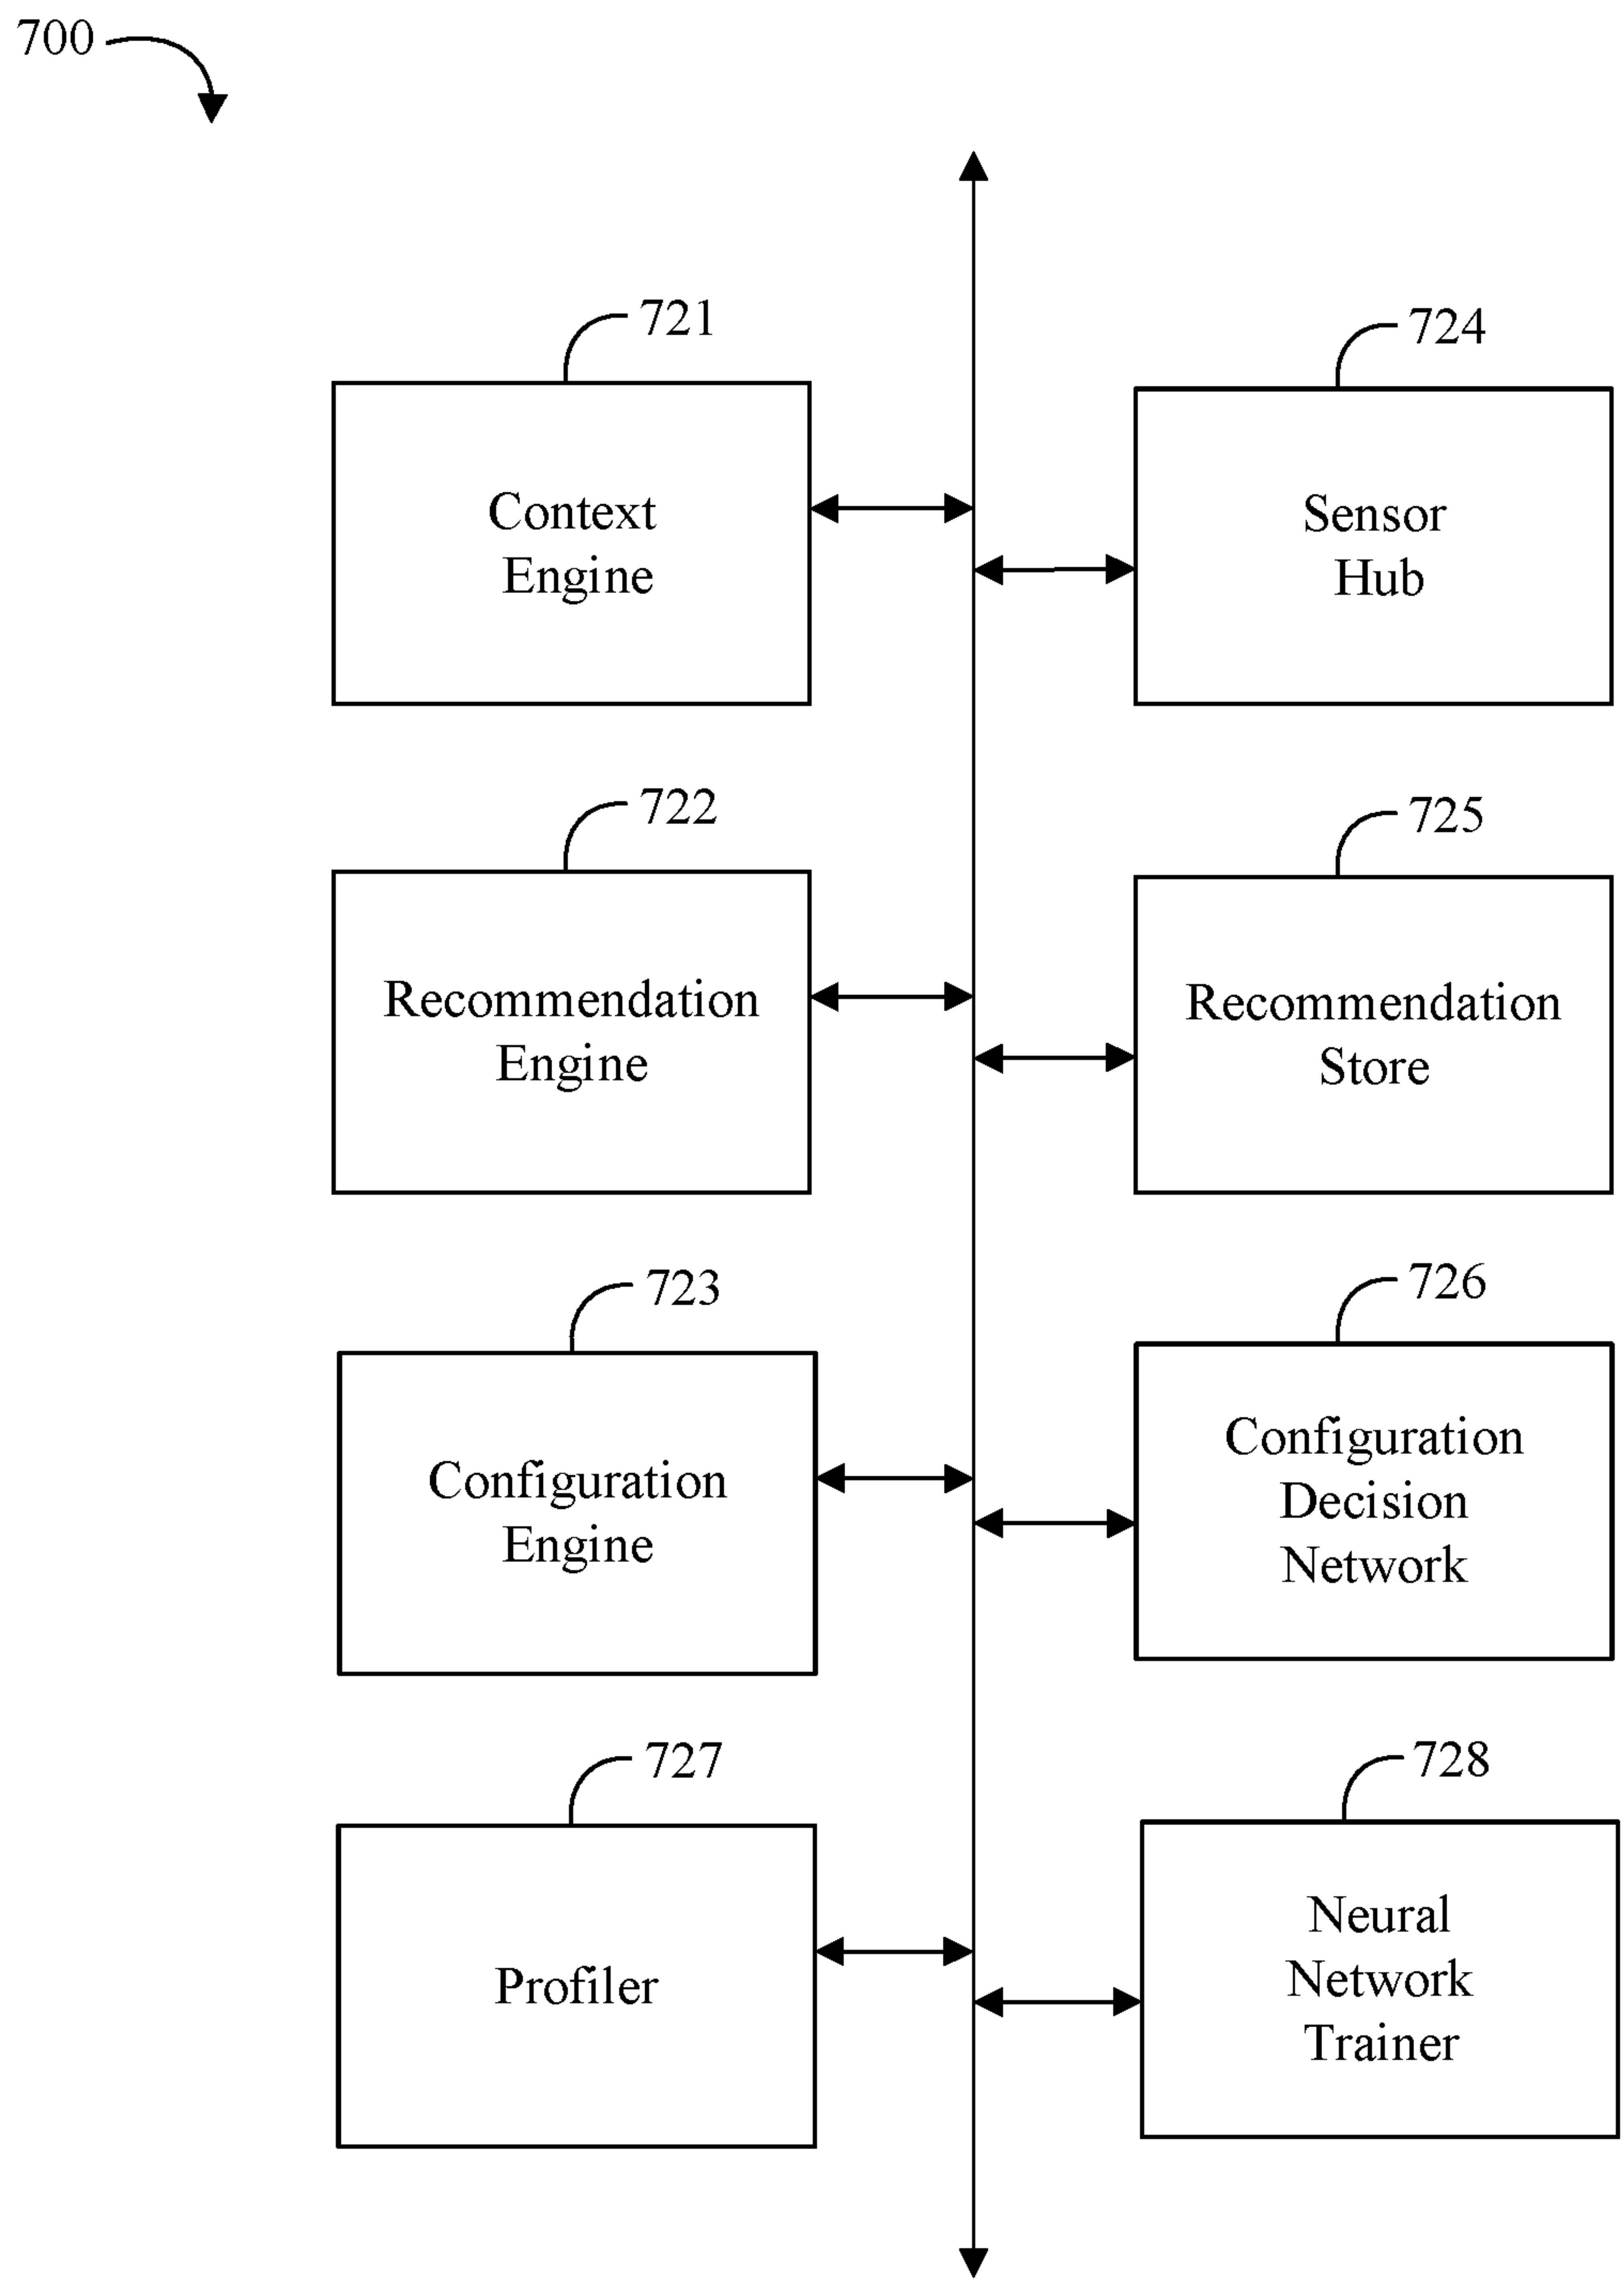 700
721
Context
Engine
724
Sensor
Hub
722
Recommendation
Engine
725
Recommendation
Store
723
Configuration
Engine
726
Configuration
Decision
Network
727
Profiler
728
Neural
Network
Trainer